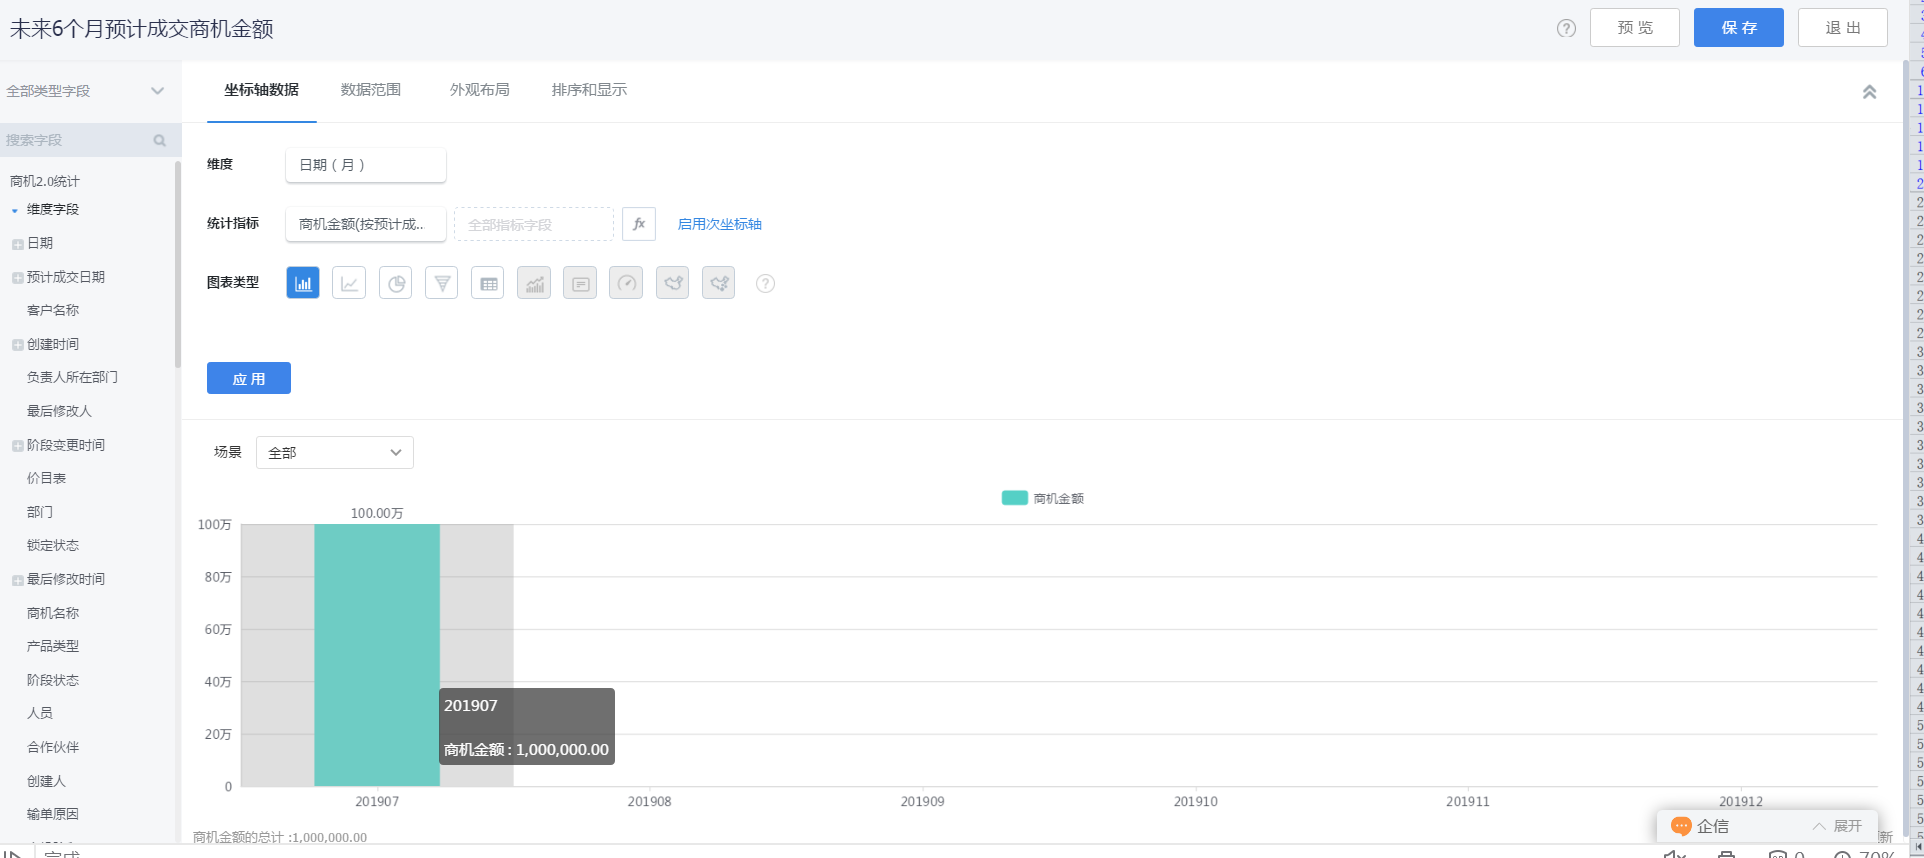 未来6个月预计成交商机金额
预 览
保 存
退 出
全部类型字段
坐标轴数据
数据范围
外观布局
排序和显示
搜索字段
商机2.0统计
维度字段
日期
预计成交日期
客户名称
创建时间
负责人所在部门
最后修改人
阶段变更时间
价目表
部门
锁定状态
最后修改时间
商机名称
产品类型
阶段状态
人员
合作伙伴
创建人
输单原因
维度
日期 ( 月 )
统计指标
商机金额(按预计成...
全部指标字段
fx
启用次坐标轴
图表类型
应 用
场景
全部
商机金额
100.00万
100万
80万
60万
40万
20万
0
201907
商机金额 : 1,000,000.00
201907
201908
201909
201910
201911
201912
商机金额的总计 :1,000,000.00
企信
展开
新
完成
70%